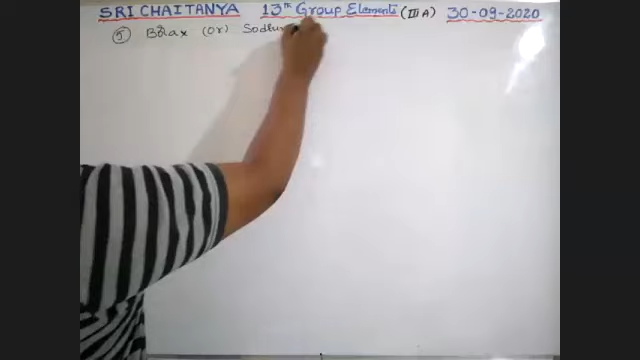 SRI CHAITANYA 13th Group Elements (III A) 30-09-2020
⑤ Borax (or)